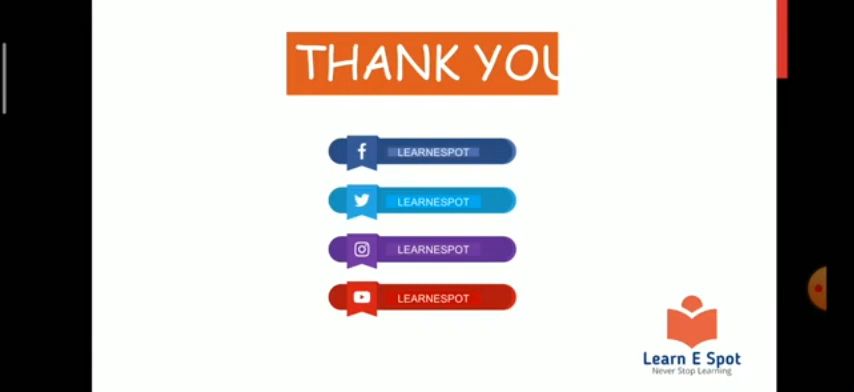 THANK YOU
LEARNESPOT
LEARNESPOT
LEARNESPOT
LEARNESPOT
Learn E Spot
Never Stop Learning